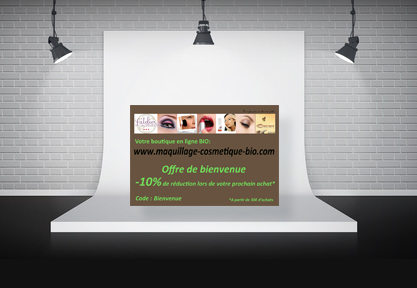 Votre boutique en ligne BIO:
www.maquillage-cosmetique-bio.com
Offre de bienvenue
-10% de réduction lors de votre prochain achat*
Code : Bienvenue
*A partir de 50€ d'achats